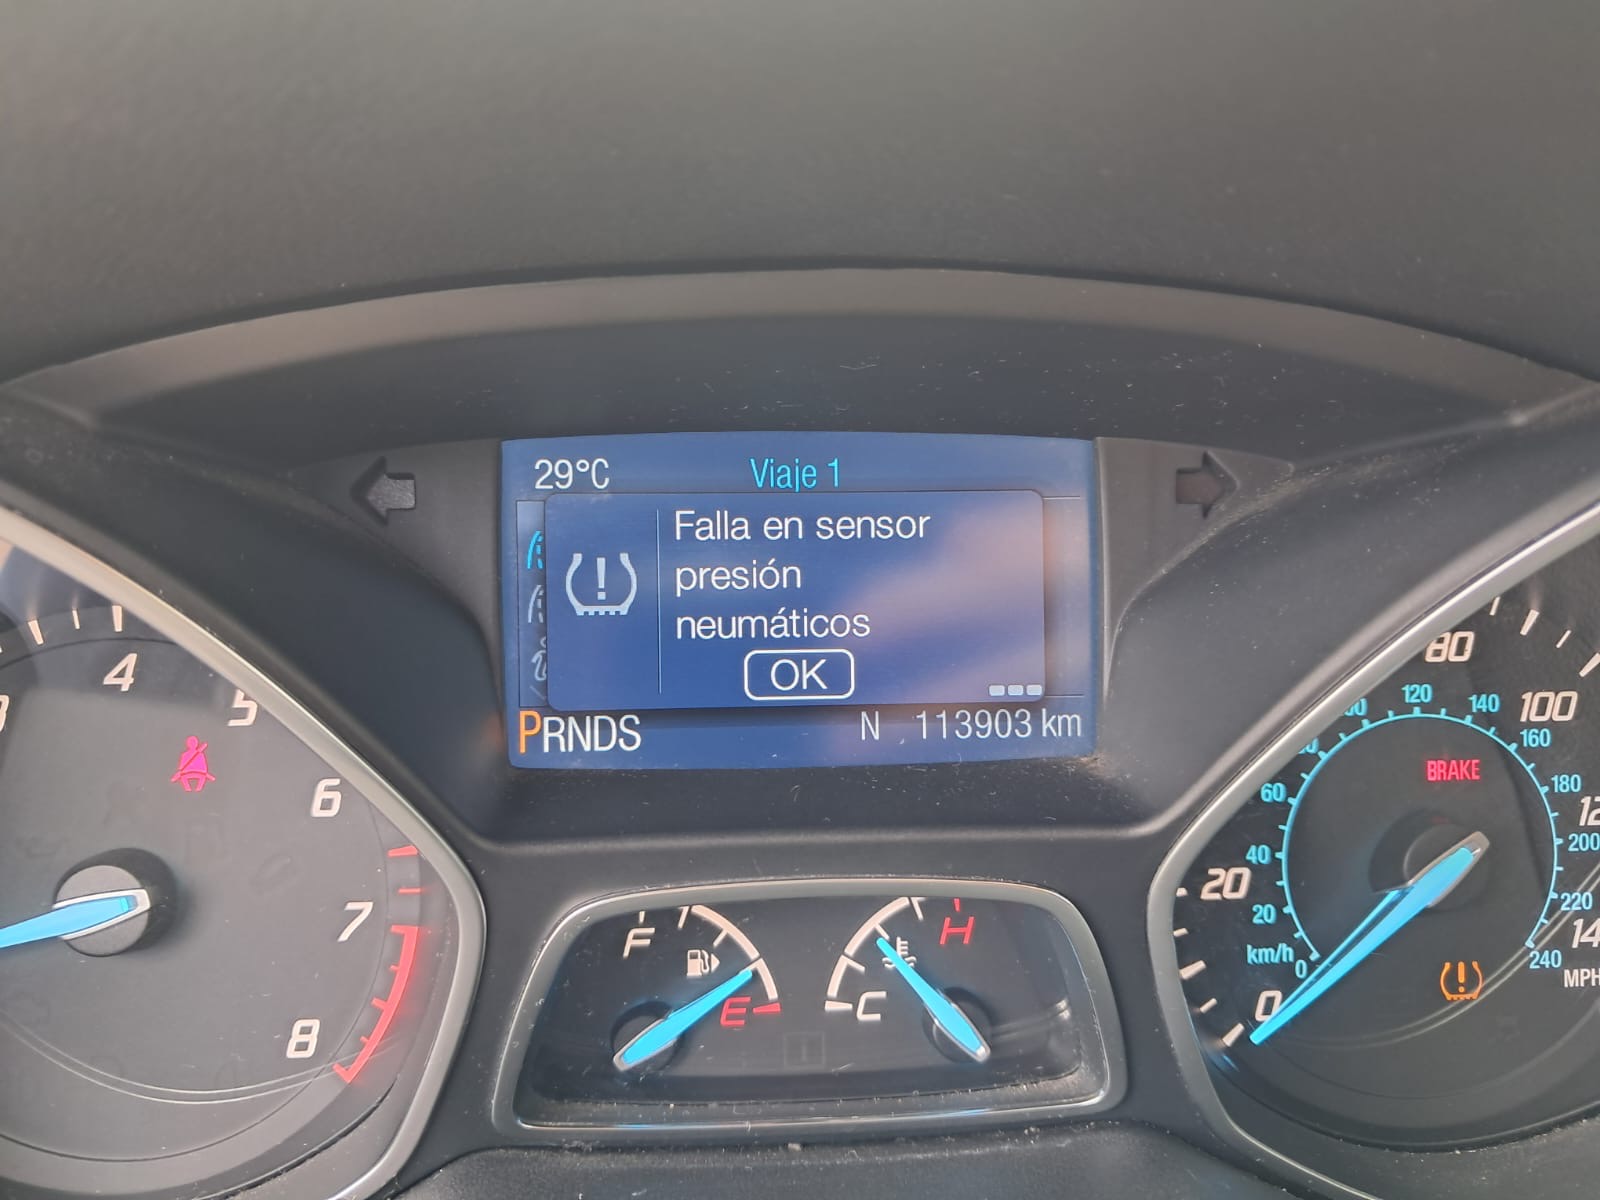 29°C
Viaje 1
Falla en sensor
presión
neumáticos
OK
PRNDS
N 113903 km
4
5
6
7
8
F
E
H
C
0
20
80
100
MPH
km/h
0
20
40
60
120
140
160
180
200
220
240
BRAKE